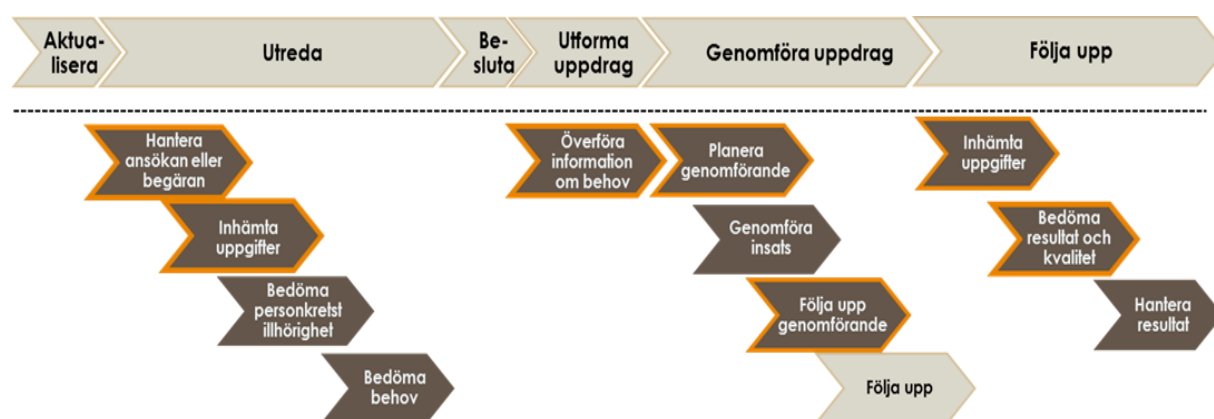 Aktua-
lisera
Utreda
Be-
sluta
Utforma
uppdrag
Genomföra uppdrag
Följa upp
Hantera
ansökan eller
begäran
Inhämta
uppgifter
Bedöma
personkretst
illhörighet
Bedöma
behov
Överföra
information
om behov
Planera
genomförande
Genomföra
insats
Följa upp
genomförande
Följa upp
Inhämta
uppgifter
Bedöma
resultat och
kvalitet
Hantera
resultat